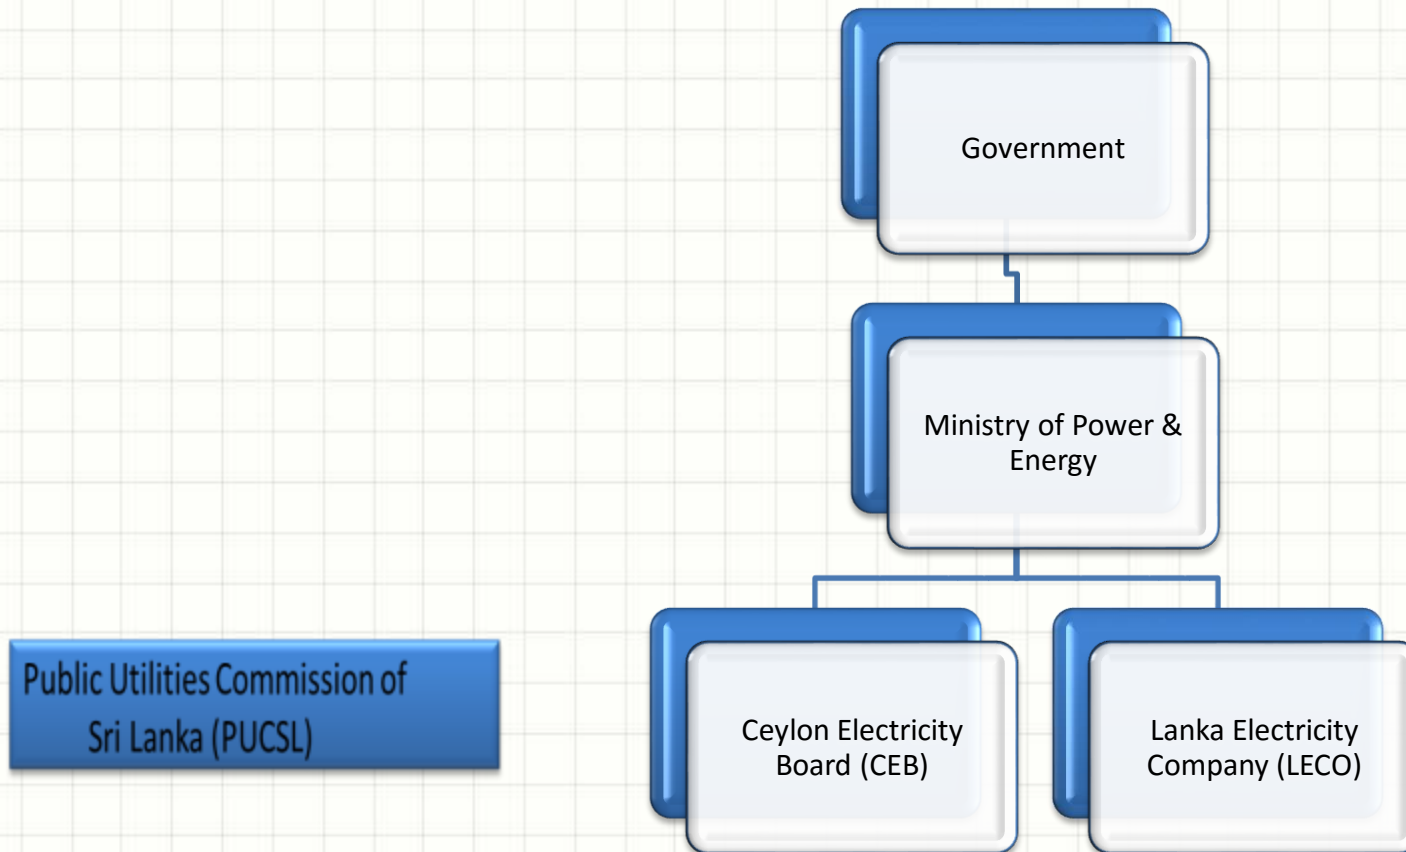 Government
Ministry of Power &
Energy
Public Utilities Commission of
Sri Lanka (PUCSL)
Ceylon Electricity
Board (CEB)
Lanka Electricity
Company (LECO)